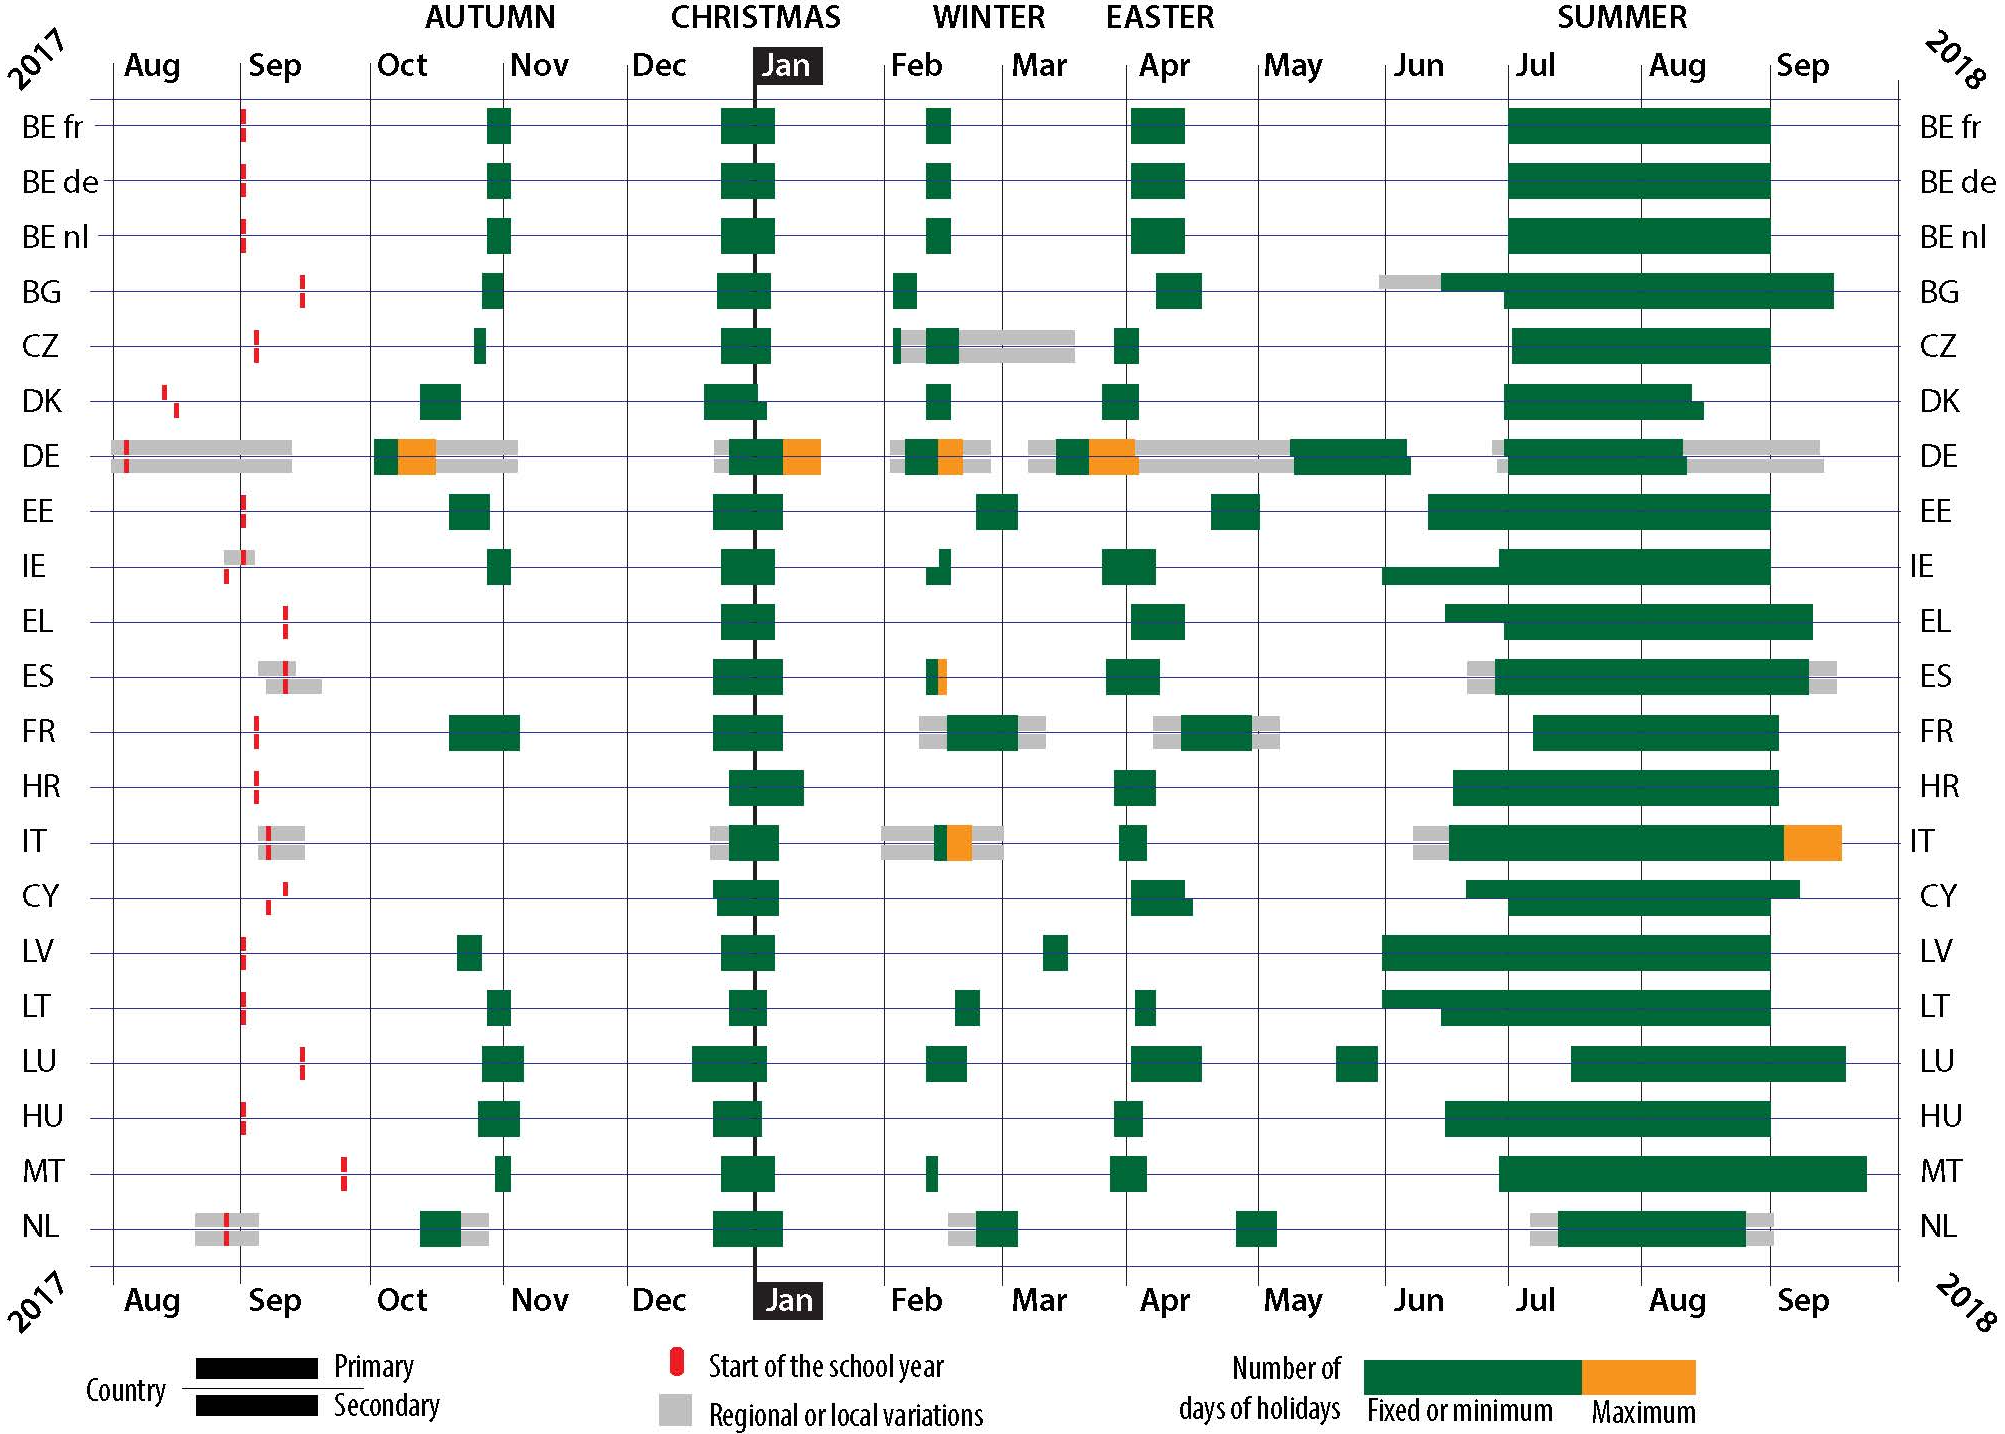 AUTUMN CHRISTMAS WINTER EASTER SUMMER
2017 Aug Sep Oct Nov Dec Jan Feb Mar Apr May Jun Jul Aug Sep 2018
BE fr BE fr
BE de BE de
BE nl BE nl
BG BG
CZ CZ
DK DK
DE DE
EE EE
IE IE
EL EL
ES ES
FR FR
HR HR
IT IT
CY CY
LV LV
LT LT
LU LU
HU HU
MT MT
NL NL
2017 Aug Sep Oct Nov Dec Jan Feb Mar Apr May Jun Jul Aug Sep 2018
Country Primary
Secondary
Start of the school year
Regional or local variations
Number of
days of holidays Fixed or minimum Maximum